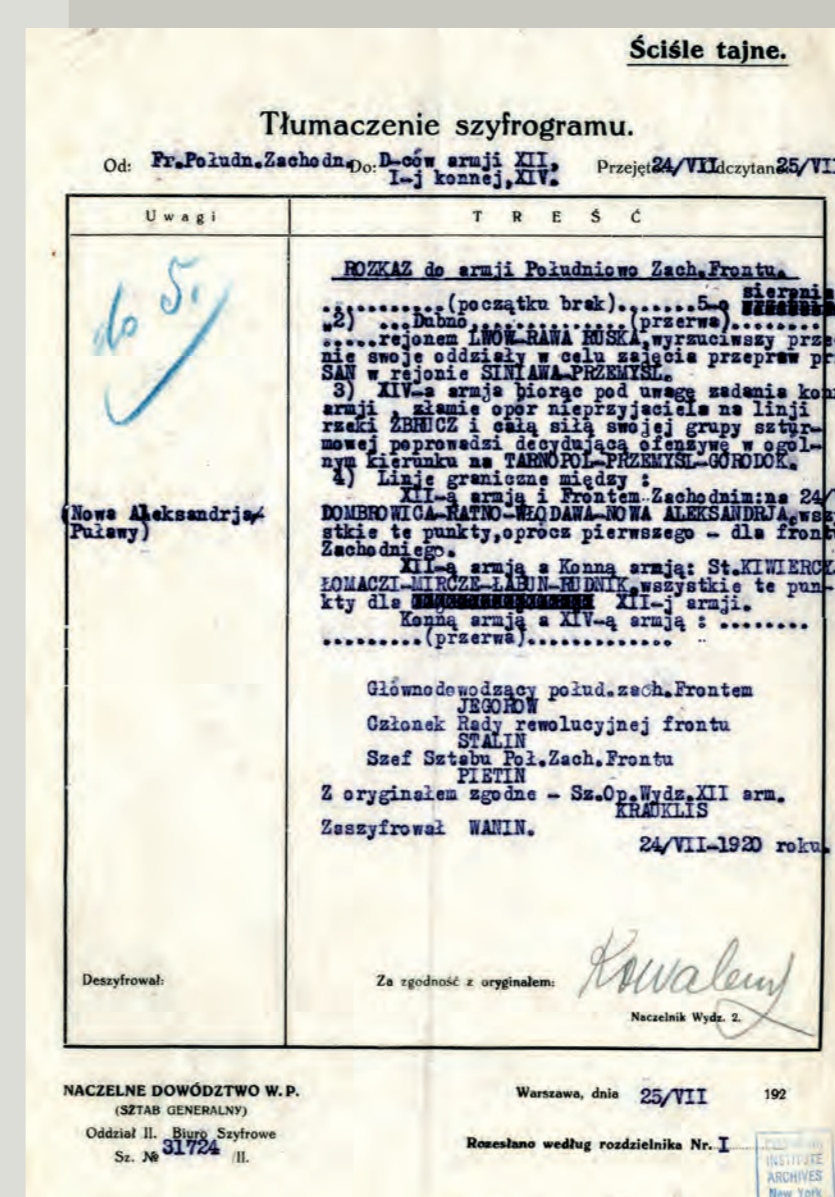 Ściśle tajne.
Tłumaczenie szyfrogramu.
Od: Fr.Połudn.Zachodn. Do: D-ców armji XII, Przejęt 24/VII dczytan 25/VII
I-j konnej,XIV.
Uwagi
TREŚĆ
do 5.
ROZKAZ do armji Południowo Zach.Frontu.
...........(początku brak).......5-o sierpnia
"2) ...Dubno,..............(przerwa)........
.....rejonem LWÓW-RAWA RUSKA,wyrzuciwszy prze
nie swoje oddziały w celu zajęcia przepraw pr
SAN w rejonie SINIAWA-PRZEMYŚL.
3) XIV-a armja biorąc pod uwagę zadania kon
armji , złamie opór nieprzyjaciela na linji
rzeki ZBRUCZ i całą siłą swojej grupy sztur-
mowej poprowadzi decydującą ofenzywę w ogól-
nym kierunku na TARNOPOL-PRZEMYŚL-GÓRODOK.
4) Linje graniczne między :
XII-ą armją i Frontem Zachodnim:na 24/
DOMBROWICA-RATNO-WŁODAWA-NOWA ALEKSANDRJA,wszy
stkie te punkty,oprócz pierwszego - dla frontu
Zachodniego.
XII-ą armją a Konną armją: St.KIWIERCY
ŁOMACZI-MIRCZE-ŁABUN-RUDNIK,wszystkie te pun-
kty dla XII-j armji.
Konną armją a XIV-ą armją : ........
.........(przerwa)..............
(Nowa Aleksandrja/
Puławy)
Głównodowodzący połud.zach.Frontem
JEGOROW
Członek Rady rewolucyjnej frontu
STALIN
Szef Sztabu Poł.Zach.Frontu
PIETIN
Z oryginałem zgodne - Sz.Op.Wydz.XII arm.
KRAUKLIS
Zaszyfrował WANIN.
24/VII-1920 roku.
Deszyfrował:
Za zgodność z oryginałem:
Naczelnik Wydz. 2.
NACZELNE DOWÓDZTWO W. P.
(SZTAB GENERALNY)
Oddział II. Biuro Szyfrowe
Sz. № 31724 /II.
Warszawa, dnia 25/VII 192
Rozesłano według rozdzielnika Nr. I
INSTITUTE
ARCHIVES
New York